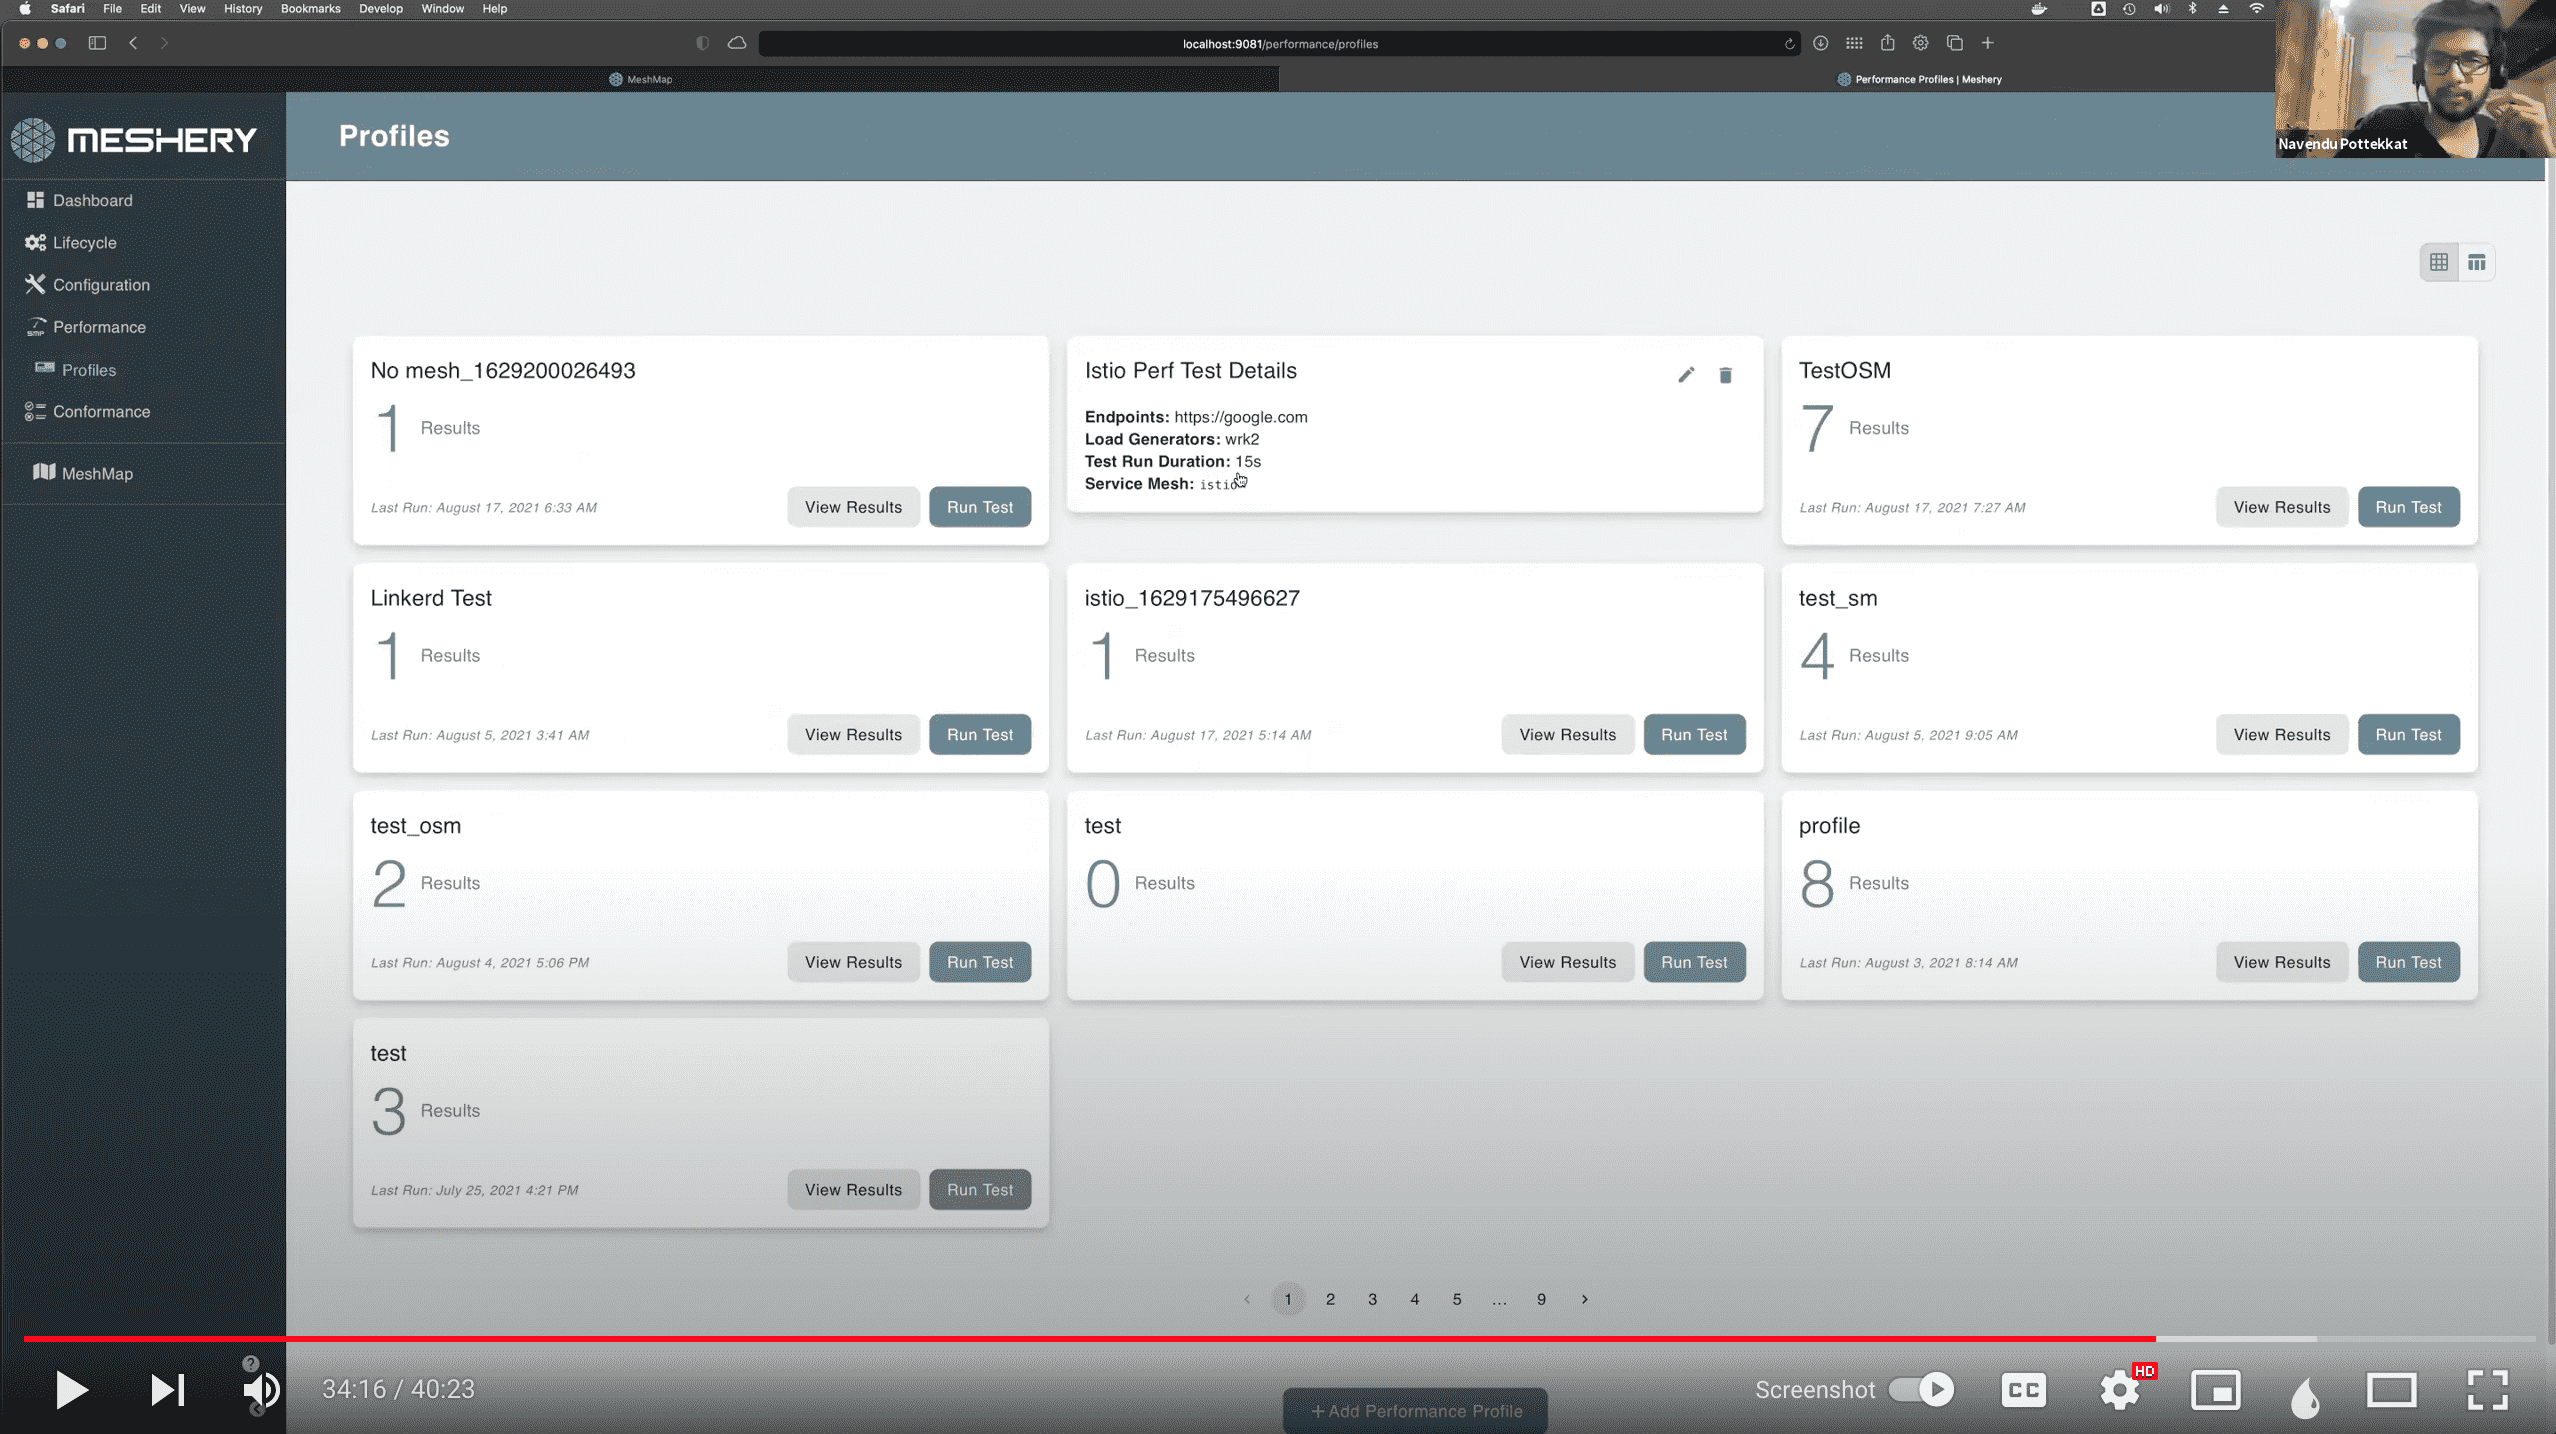 Safari File Edit View History Bookmarks Develop Window Help
localhost:9081/performance/profiles
MeshMap
Performance Profiles | Meshery
Navendu Pottekkat
MESHERY
Dashboard
Lifecycle
Configuration
Performance
Profiles
Conformance
MeshMap
Profiles
No mesh_1629200026493
1 Results
Last Run: August 17, 2021 6:33 AM
View Results
Run Test
Istio Perf Test Details
Endpoints: https://google.com
Load Generators: wrk2
Test Run Duration: 15s
Service Mesh: istio
TestOSM
7 Results
Last Run: August 17, 2021 7:27 AM
View Results
Run Test
Linkerd Test
1 Results
Last Run: August 5, 2021 3:41 AM
View Results
Run Test
istio_1629175496627
1 Results
Last Run: August 17, 2021 5:14 AM
View Results
Run Test
test_sm
4 Results
Last Run: August 5, 2021 9:05 AM
View Results
Run Test
test_osm
2 Results
Last Run: August 4, 2021 5:06 PM
View Results
Run Test
test
0 Results
View Results
Run Test
profile
8 Results
Last Run: August 3, 2021 8:14 AM
View Results
Run Test
test
3 Results
Last Run: July 25, 2021 4:21 PM
View Results
Run Test
‹ 1 2 3 4 5 ... 9 ›
34:16 / 40:23
+ Add Performance Profile
Screenshot
CC
HD